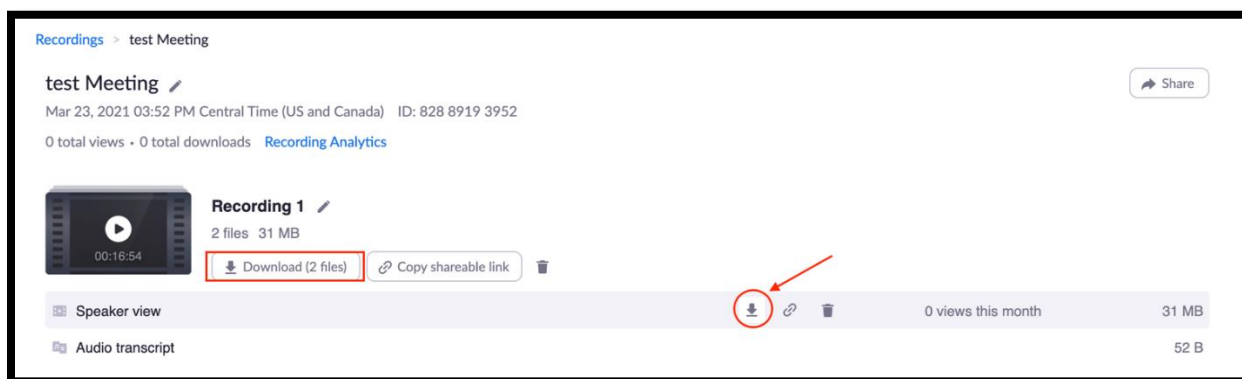 Recordings > test Meeting
test Meeting
Share
Mar 23, 2021 03:52 PM Central Time (US and Canada) ID: 828 8919 3952
0 total views • 0 total downloads Recording Analytics
Recording 1
2 files 31 MB
00:16:54
Download (2 files) Copy shareable link
Speaker view 0 views this month 31 MB
Audio transcript 52 B